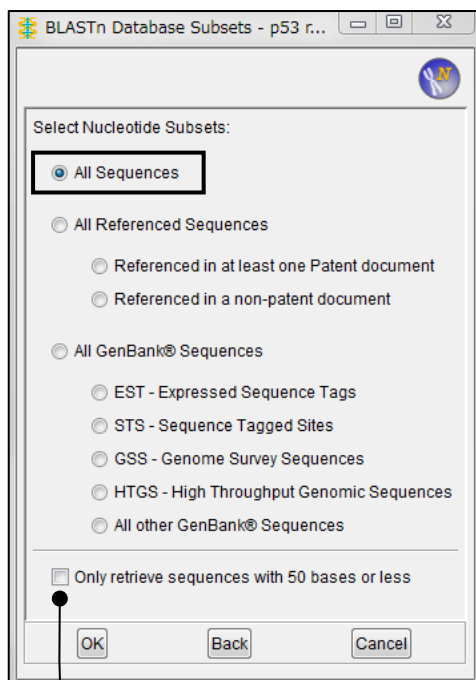 BLASTn Database Subsets - p53 r...
N
Select Nucleotide Subsets:
All Sequences
All Referenced Sequences
Referenced in at least one Patent document
Referenced in a non-patent document
All GenBank® Sequences
EST - Expressed Sequence Tags
STS - Sequence Tagged Sites
GSS - Genome Survey Sequences
HTGS - High Throughput Genomic Sequences
All other GenBank® Sequences
Only retrieve sequences with 50 bases or less
OK Back Cancel